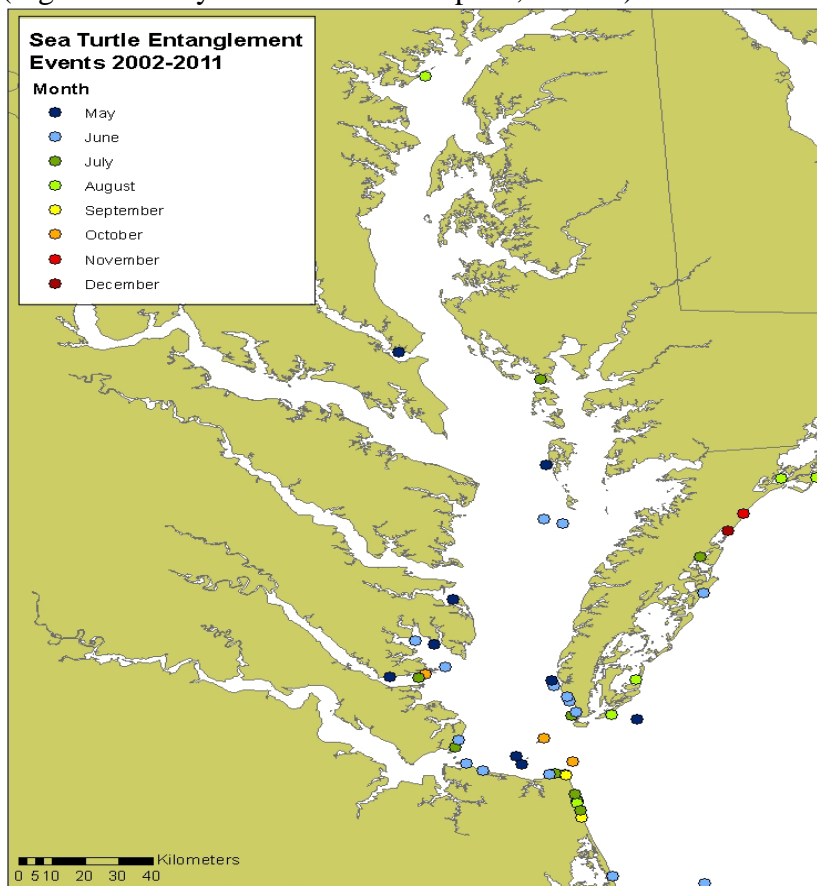 Sea Turtle Entanglement
Events 2002-2011
Month
May
June
July
August
September
October
November
December
Kilometers
0 5 10 20 30 40